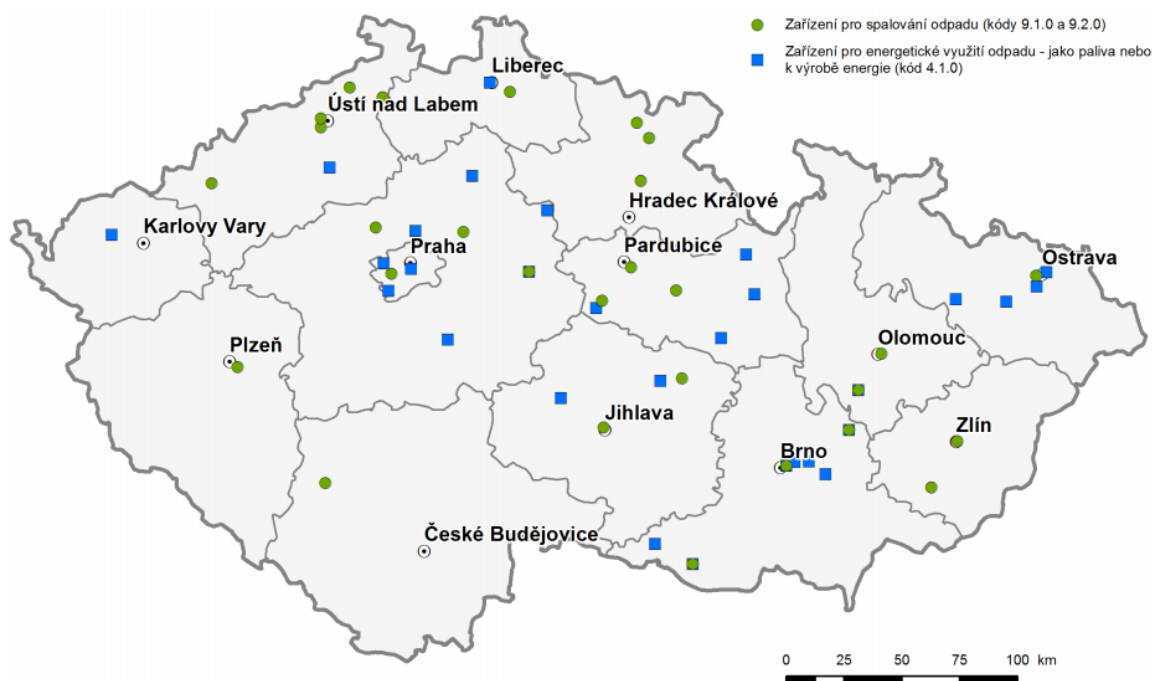 Zařízení pro spalování odpadu (kódy 9.1.0 a 9.2.0)
Zařízení pro energetické využití odpadu - jako paliva nebo
k výrobě energie (kód 4.1.0)
Liberec
Ústí nad Labem
Hradec Králové
Karlovy Vary
Praha
Pardubice
Ostrava
Plzeň
Olomouc
Jihlava
Zlín
Brno
České Budějovice
0 25 50 75 100 km